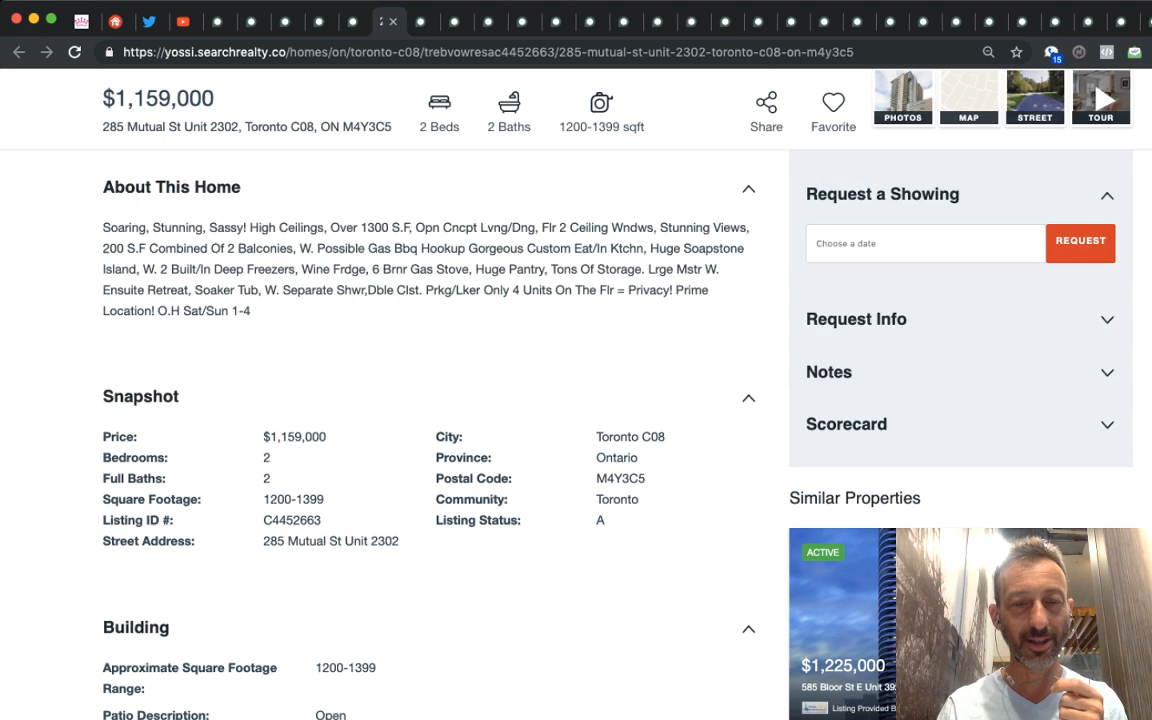 https://yossi.searchrealty.co/homes/on/toronto-c08/trebvowresac4452663/285-mutual-st-unit-2302-toronto-c08-on-m4y3c5
15
$1,159,000
285 Mutual St Unit 2302, Toronto C08, ON M4Y3C5
2 Beds
2 Baths
1200-1399 sqft
Share
Favorite
PHOTOS
MAP
STREET
TOUR
About This Home
Soaring, Stunning, Sassy! High Ceilings, Over 1300 S.F, Opn Cncpt Lvng/Dng, Flr 2 Ceiling Wndws, Stunning Views,
200 S.F Combined Of 2 Balconies, W. Possible Gas Bbq Hookup Gorgeous Custom Eat/In Ktchn, Huge Soapstone
Island, W. 2 Built/In Deep Freezers, Wine Frdge, 6 Brnr Gas Stove, Huge Pantry, Tons Of Storage. Lrge Mstr W.
Ensuite Retreat, Soaker Tub, W. Separate Shwr,Dble Clst. Prkg/Lker Only 4 Units On The Flr = Privacy! Prime
Location! O.H Sat/Sun 1-4
Snapshot
Price: $1,159,000
Bedrooms: 2
Full Baths: 2
Square Footage: 1200-1399
Listing ID #: C4452663
Street Address: 285 Mutual St Unit 2302
City: Toronto C08
Province: Ontario
Postal Code: M4Y3C5
Community: Toronto
Listing Status: A
Building
Approximate Square Footage 1200-1399
Range:
Patio Description: Open
Request a Showing
Choose a date
REQUEST
Request Info
Notes
Scorecard
Similar Properties
ACTIVE
$1,225,000
585 Bloor St E Unit 39
Listing Provided B